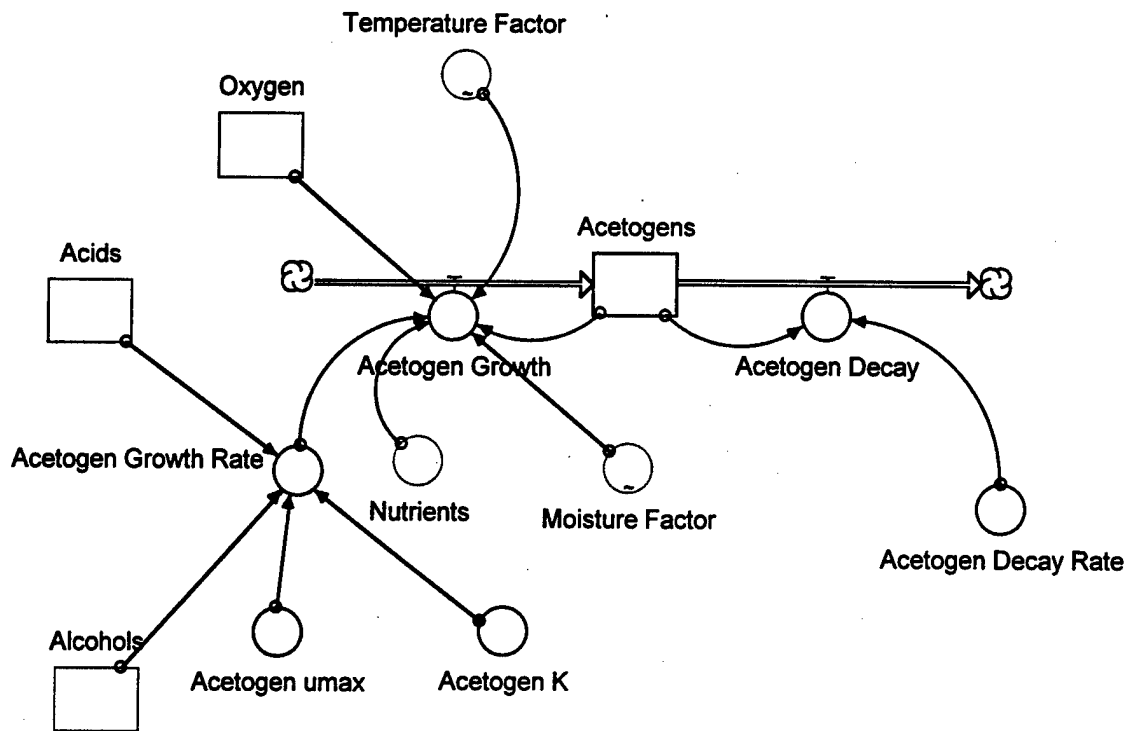 Temperature Factor
Oxygen
Acetogens
Acids
Acetogen Growth
Acetogen Decay
Acetogen Growth Rate
Nutrients
Moisture Factor
Acetogen Decay Rate
Alcohols
Acetogen umax
Acetogen K